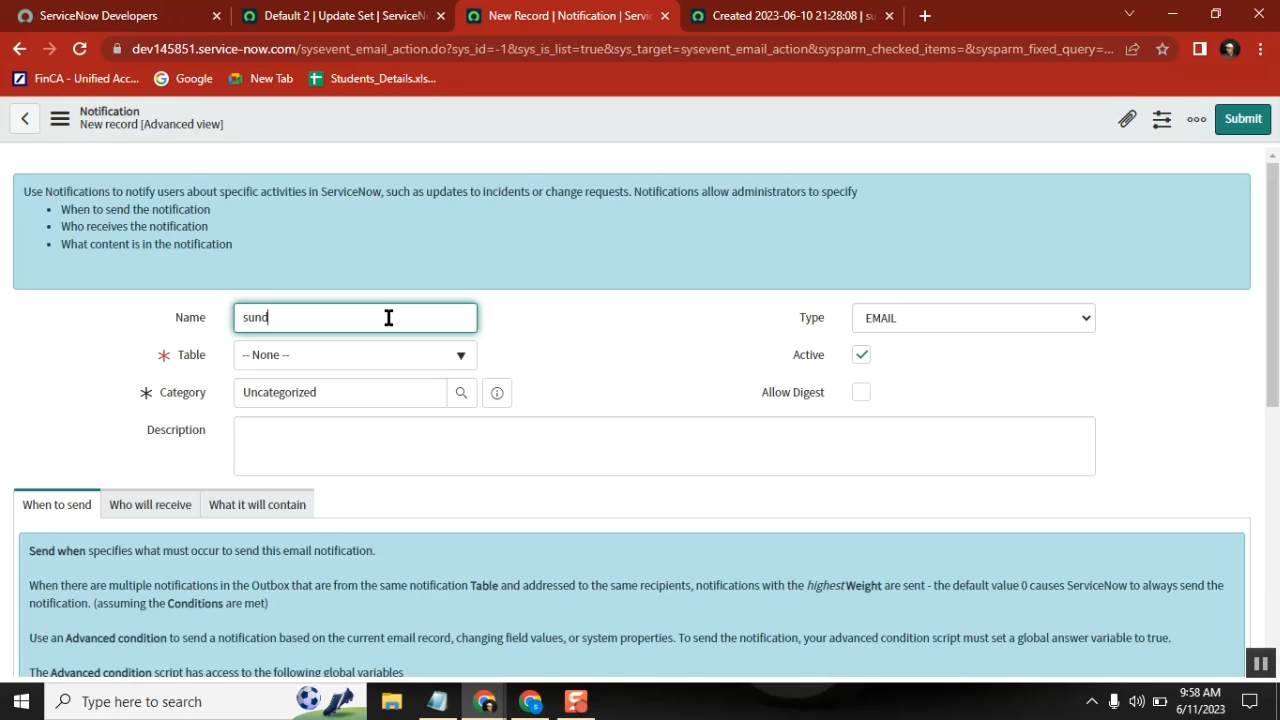 ServiceNow Developers
Default 2 | Update Set | ServiceN
New Record | Notification | Servic
Created 2023-06-10 21:28:08 | su
dev145851.service-now.com/sysevent_email_action.do?sys_id=-1&sys_is_list=true&sys_target=sysevent_email_action&sysparm_checked_items=&sysparm_fixed_query=...
FinCA - Unified Acc...
Google
New Tab
Students_Details.xls...
Notification
New record [Advanced view]
Submit
Use Notifications to notify users about specific activities in ServiceNow, such as updates to incidents or change requests. Notifications allow administrators to specify
• When to send the notification
• Who receives the notification
• What content is in the notification
Name
sund
Type
EMAIL
Table
-- None --
Active
Category
Uncategorized
Allow Digest
Description
When to send
Who will receive
What it will contain
Send when specifies what must occur to send this email notification.
When there are multiple notifications in the Outbox that are from the same notification Table and addressed to the same recipients, notifications with the highest Weight are sent - the default value 0 causes ServiceNow to always send the
notification. (assuming the Conditions are met)
Use an Advanced condition to send a notification based on the current email record, changing field values, or system properties. To send the notification, your advanced condition script must set a global answer variable to true.
The Advanced condition script has access to the following global variables
Type here to search
9:58 AM
6/11/2023